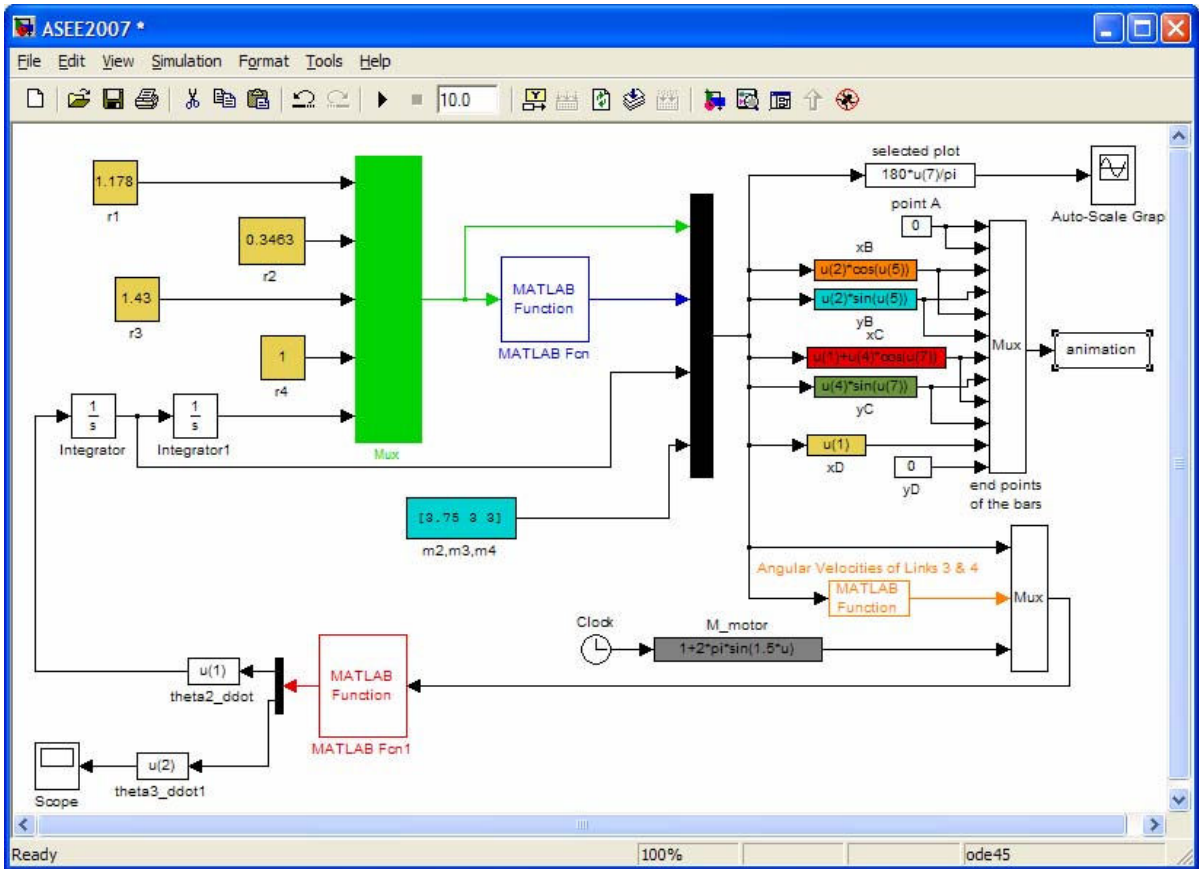 ASEE2007 *
File Edit View Simulation Format Tools Help
10.0
selected plot
180*u(7)/pi
Auto-Scale Grap
point A
0
1.178
r1
0.3463
r2
1.43
r3
1
r4
MATLAB
Function
MATLAB Fcn
xB
u(2)*cos(u(5))
u(2)*sin(u(5))
yB
xC
u(1)+u(4)*cos(u(7))
u(4)*sin(u(7))
yC
u(1)
xD
0
yD
Mux
end points
of the bars
animation
1
s
Integrator
1
s
Integrator1
Mux
[3.75 3 3]
m2,m3,m4
Angular Velocities of Links 3 & 4
MATLAB
Function
Mux
Clock
M_motor
1+2*pi*sin(1.5*u)
u(1)
theta2_ddot
MATLAB
Function
MATLAB Fcn1
u(2)
theta3_ddot1
Scope
Ready
100%
ode45